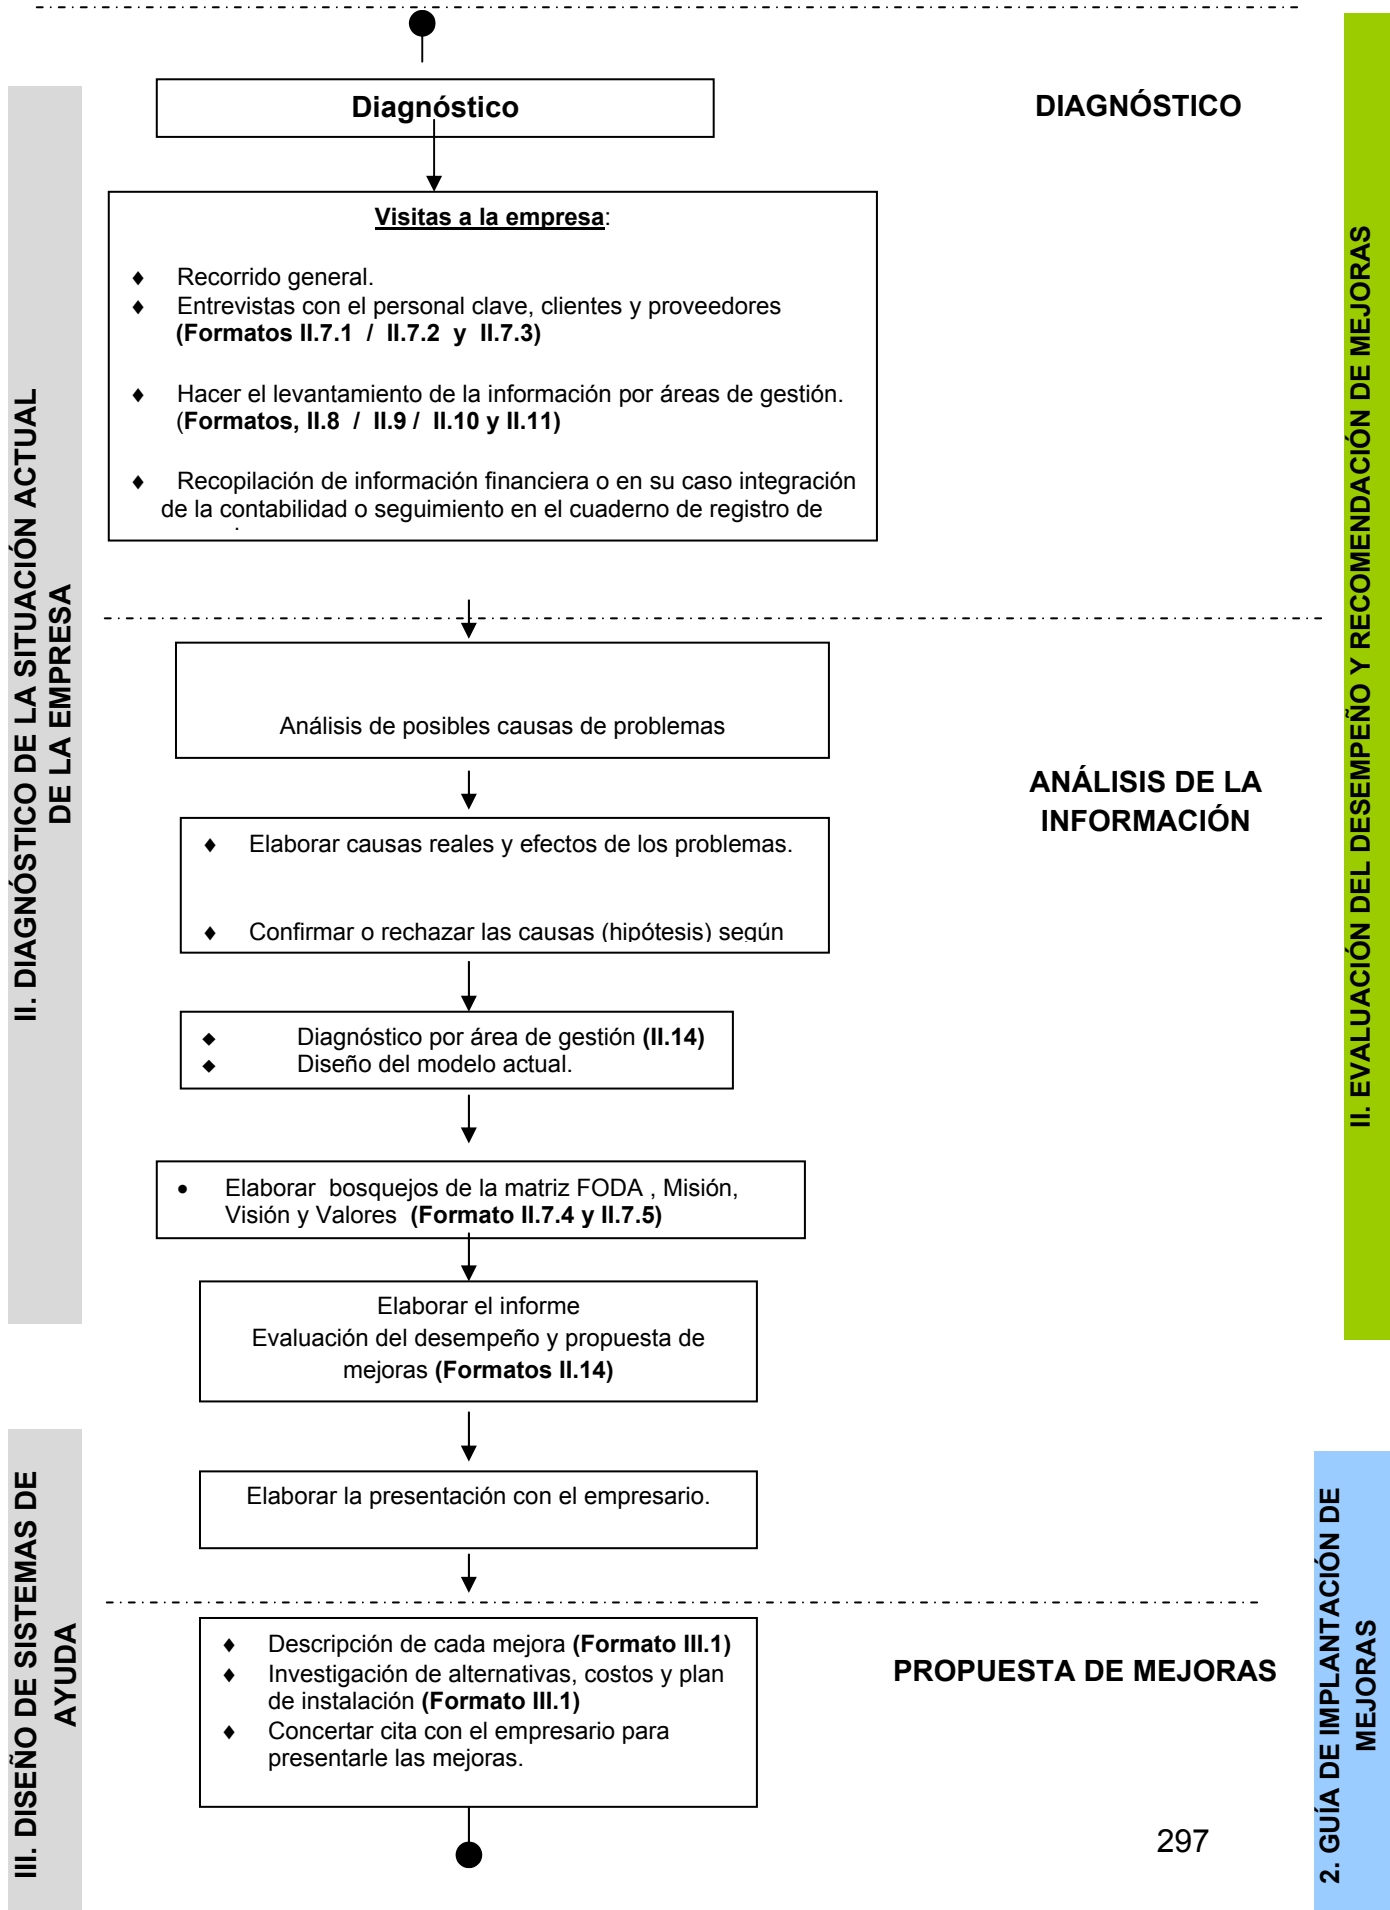 Diagnóstico
DIAGNÓSTICO
Visitas a la empresa:
♦ Recorrido general.
♦ Entrevistas con el personal clave, clientes y proveedores
(Formatos II.7.1 / II.7.2 y II.7.3)
♦ Hacer el levantamiento de la información por áreas de gestión.
(Formatos, II.8 / II.9 / II.10 y II.11)
♦ Recopilación de información financiera o en su caso integración
de la contabilidad o seguimiento en el cuaderno de registro de
Análisis de posibles causas de problemas
ANÁLISIS DE LA
INFORMACIÓN
♦ Elaborar causas reales y efectos de los problemas.
♦ Confirmar o rechazar las causas (hipótesis) según
◆ Diagnóstico por área de gestión (II.14)
◆ Diseño del modelo actual.
• Elaborar bosquejos de la matriz FODA , Misión,
Visión y Valores (Formato II.7.4 y II.7.5)
Elaborar el informe
Evaluación del desempeño y propuesta de
mejoras (Formatos II.14)
Elaborar la presentación con el empresario.
♦ Descripción de cada mejora (Formato III.1)
♦ Investigación de alternativas, costos y plan
de instalación (Formato III.1)
♦ Concertar cita con el empresario para
presentarle las mejoras.
PROPUESTA DE MEJORAS
297
II. DIAGNÓSTICO DE LA SITUACIÓN ACTUAL
DE LA EMPRESA
III. DISEÑO DE SISTEMAS DE
AYUDA
II. EVALUACIÓN DEL DESEMPEÑO Y RECOMENDACIÓN DE MEJORAS
2. GUÍA DE IMPLANTACIÓN DE
MEJORAS